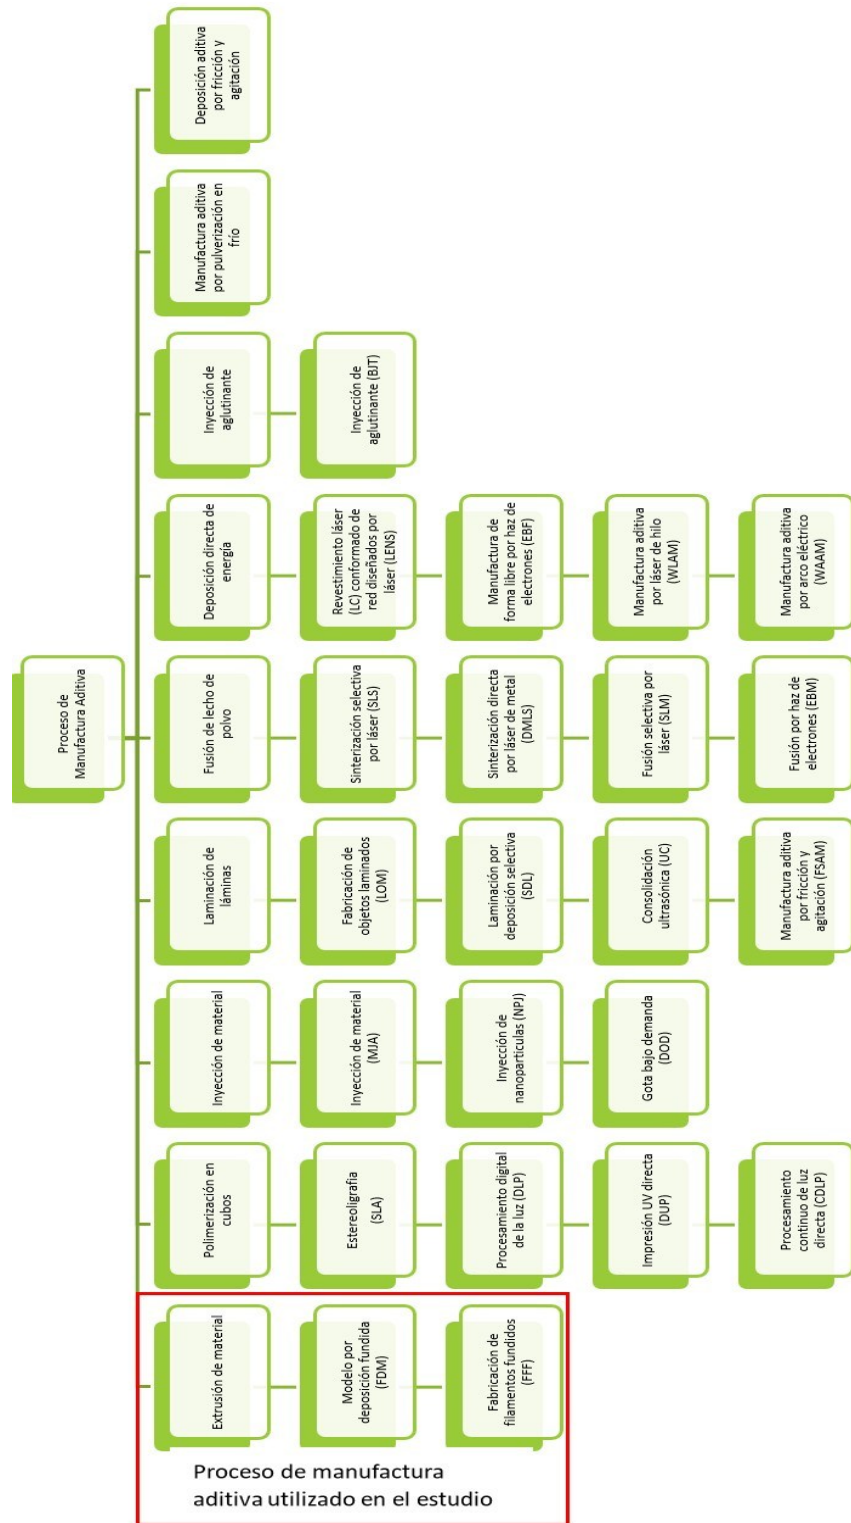 Proceso de
Manufactura Aditiva
Extrusión de material
Modelo por
deposición fundida
(FDM)
Fabricación de
filamentos fundidos
(FFF)
Polimerización en
cubos
Estereoligrafia
(SLA)
Procesamiento digital
de la luz (DLP)
Impresión UV directa
(DUP)
Procesamiento
continuo de luz
directa (CDLP)
Inyección de material
Inyección de material
(MJA)
Inyección de
nanoparticulas (NPJ)
Gota bajo demanda
(DOD)
Laminación de
láminas
Fabricación de
objetos laminados
(LOM)
Laminación por
deposición selectiva
(SDL)
Consolidación
ultrasónica (UC)
Manufactura aditiva
por fricción y
agitación (FSAM)
Fusión de lecho de
polvo
Sinterización selectiva
por láser (SLS)
Sinterización directa
por láser de metal
(DMLS)
Fusión selectiva por
láser (SLM)
Fusión por haz de
electrones (EBM)
Deposición directa de
energía
Revestimiento láser
(LC) conformado de
red diseñados por
láser (LENS)
Manufactura de
forma libre por haz de
electrones (EBF)
Manufactura aditiva
por láser de hilo
(WLAM)
Manufactura aditiva
por arco eléctrico
(WAAM)
Inyección de
aglutinante
Inyección de
aglutinante (BJT)
Manufactura aditiva
por pulverización en
frío
Deposición aditiva
por fricción y
agitación
Proceso de manufactura
aditiva utilizado en el estudio